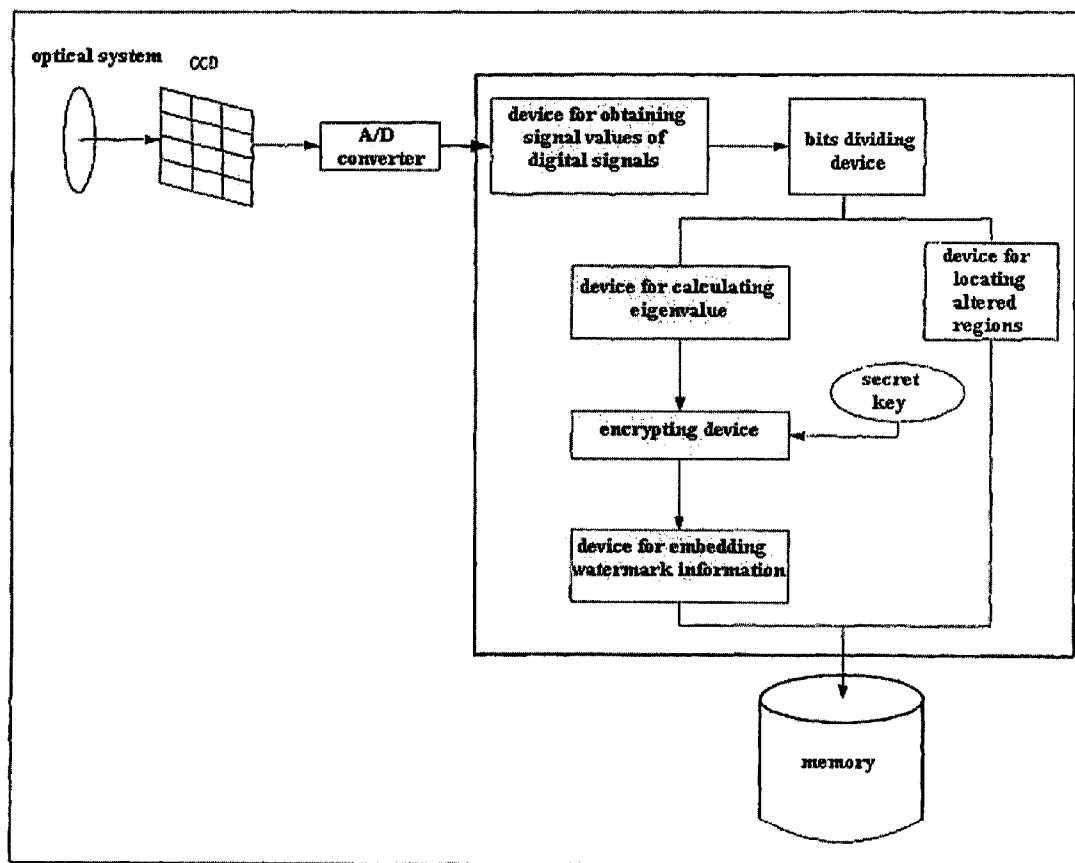 optical system
CCD
A/D
converter
device for obtaining
signal values of
digital signals
bits dividing
device
device for calculating
eigenvalue
device for
locating
altered
regions
secret
key
encrypting device
device for embedding
watermark information
memory